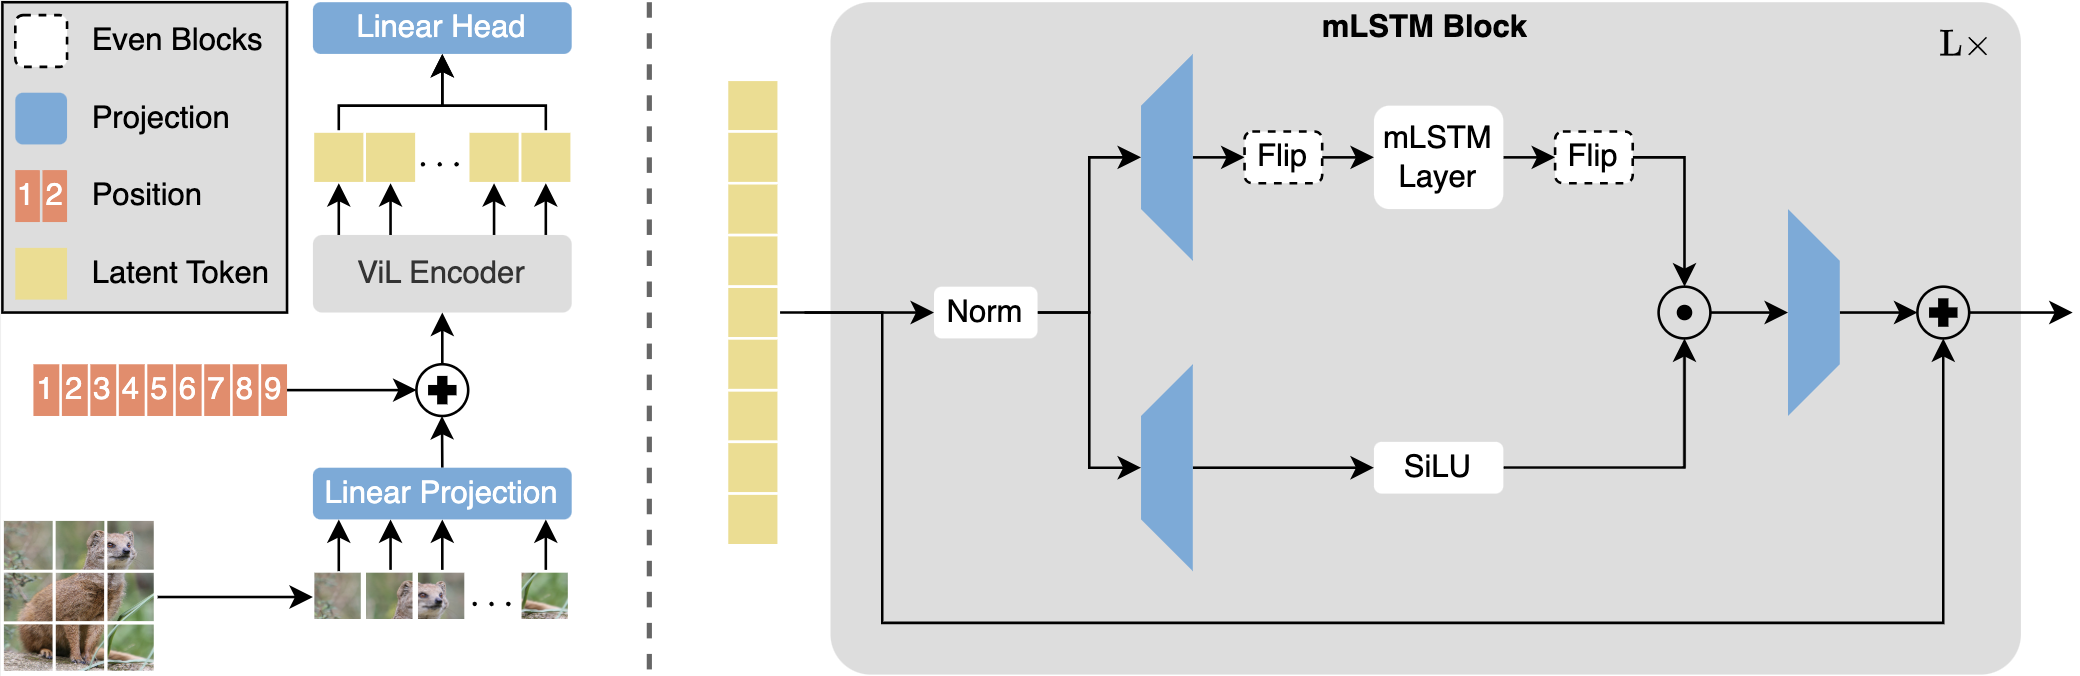 Even Blocks
Projection
1 2
Position
Latent Token
Linear Head
...
ViL Encoder
1 2 3 4 5 6 7 8 9
Linear Projection
...
mLSTM Block
L×
Flip
mLSTM
Layer
Flip
Norm
SiLU